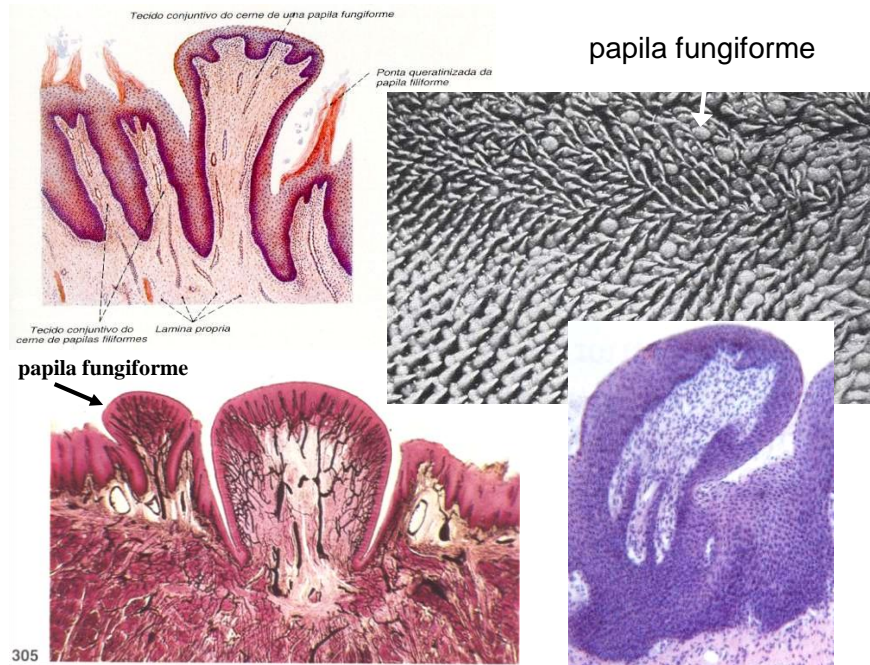 Tecido conjuntivo do cerne de uma papila fungiforme
papila fungiforme
Ponta queratinizada da
papila filiforme
Tecido conjuntivo do
cerne de papilas filiformes
Lamina propria
papila fungiforme
305